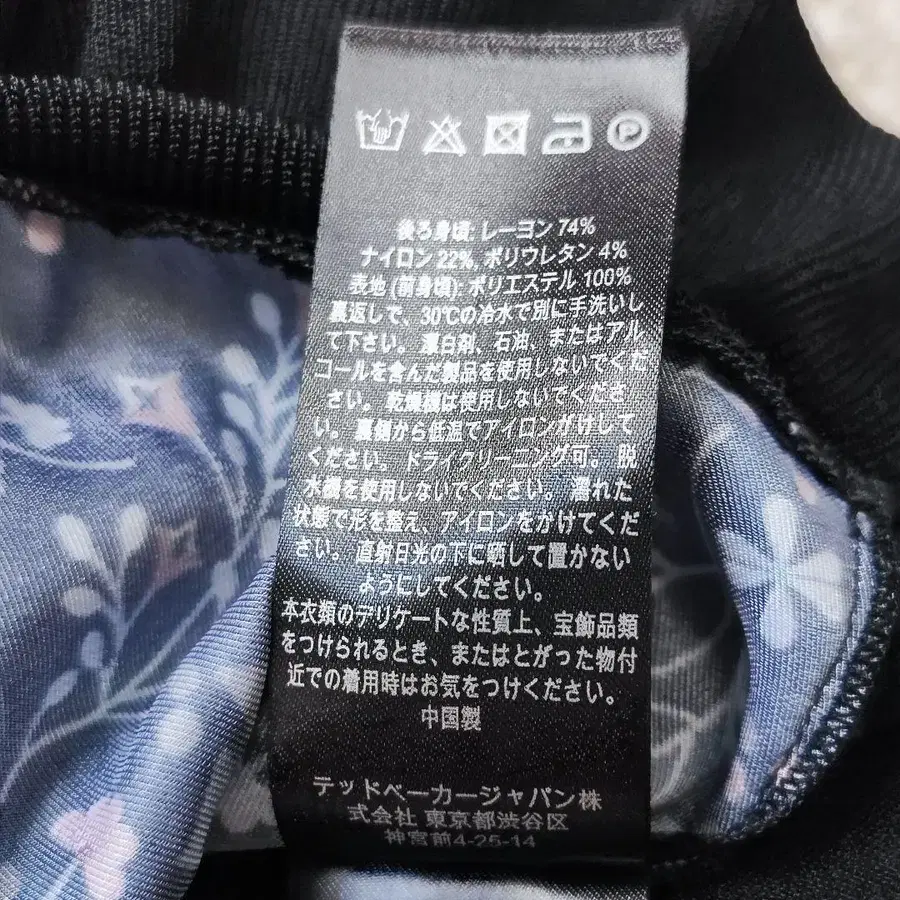 P
後ろ身頃: レーヨン 74%
ナイロン 22%, ポリウレタン 4%
表地 (前身頃): ポリエステル 100%
裏返しで、30℃の冷水で別に手洗いし
て下さい。漂白剤、石油、またはアル
コールを含んだ製品を使用しないでくだ
さい。乾燥機は使用しないでくださ
い。裏側から低温でアイロンがけして
ください。ドライクリーニング可。脱
水機を使用しないでください。濡れた
状態で形を整え、アイロンをかけてくだ
さい。直射日光の下に晒して置かない
ようにしてください。
本衣類のデリケートな性質上、宝飾品類
をつけられるとき、またはとがった物付
近での着用時はお気をつけください。
中国製
テッドベーカージャパン株
式会社 東京都渋谷区
神宮前4-25-14